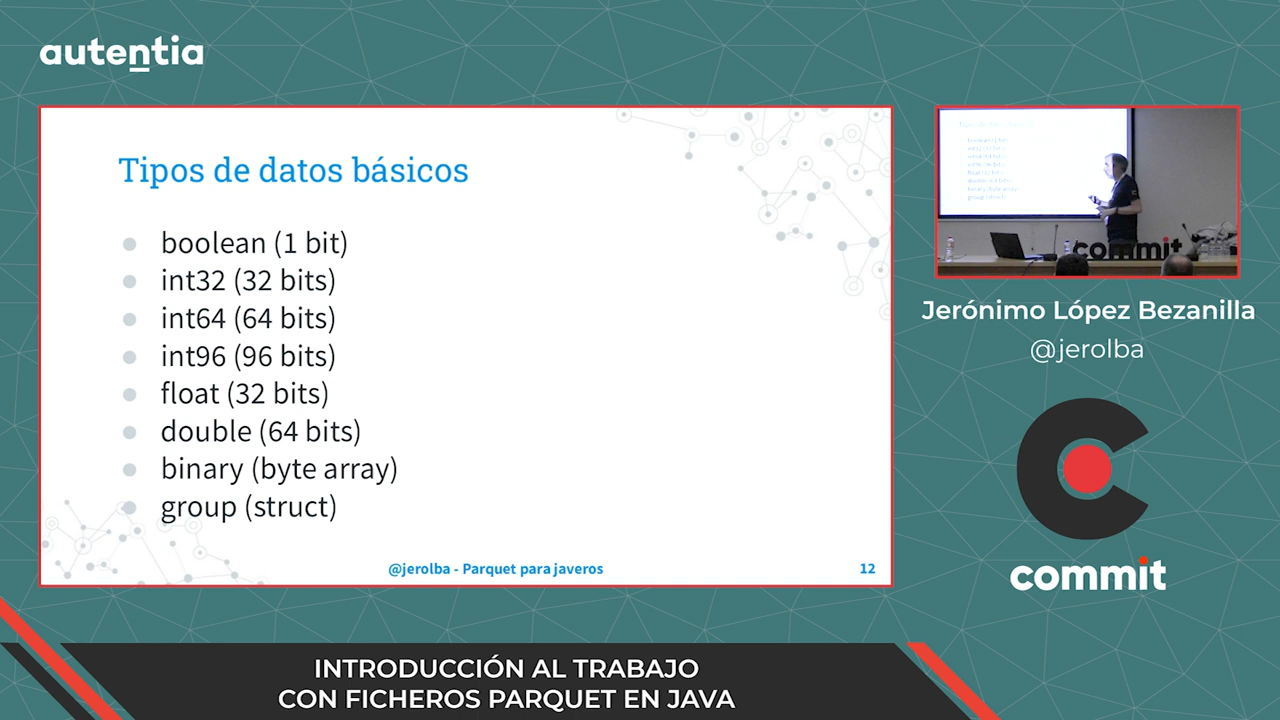 autentia
Tipos de datos básicos
boolean (1 bit)
int32 (32 bits)
int64 (64 bits)
int96 (96 bits)
float (32 bits)
double (64 bits)
binary (byte array)
group (struct)
@jerolba - Parquet para javeros
12
commit
Jerónimo López Bezanilla
@jerolba
commit
INTRODUCCIÓN AL TRABAJO
CON FICHEROS PARQUET EN JAVA